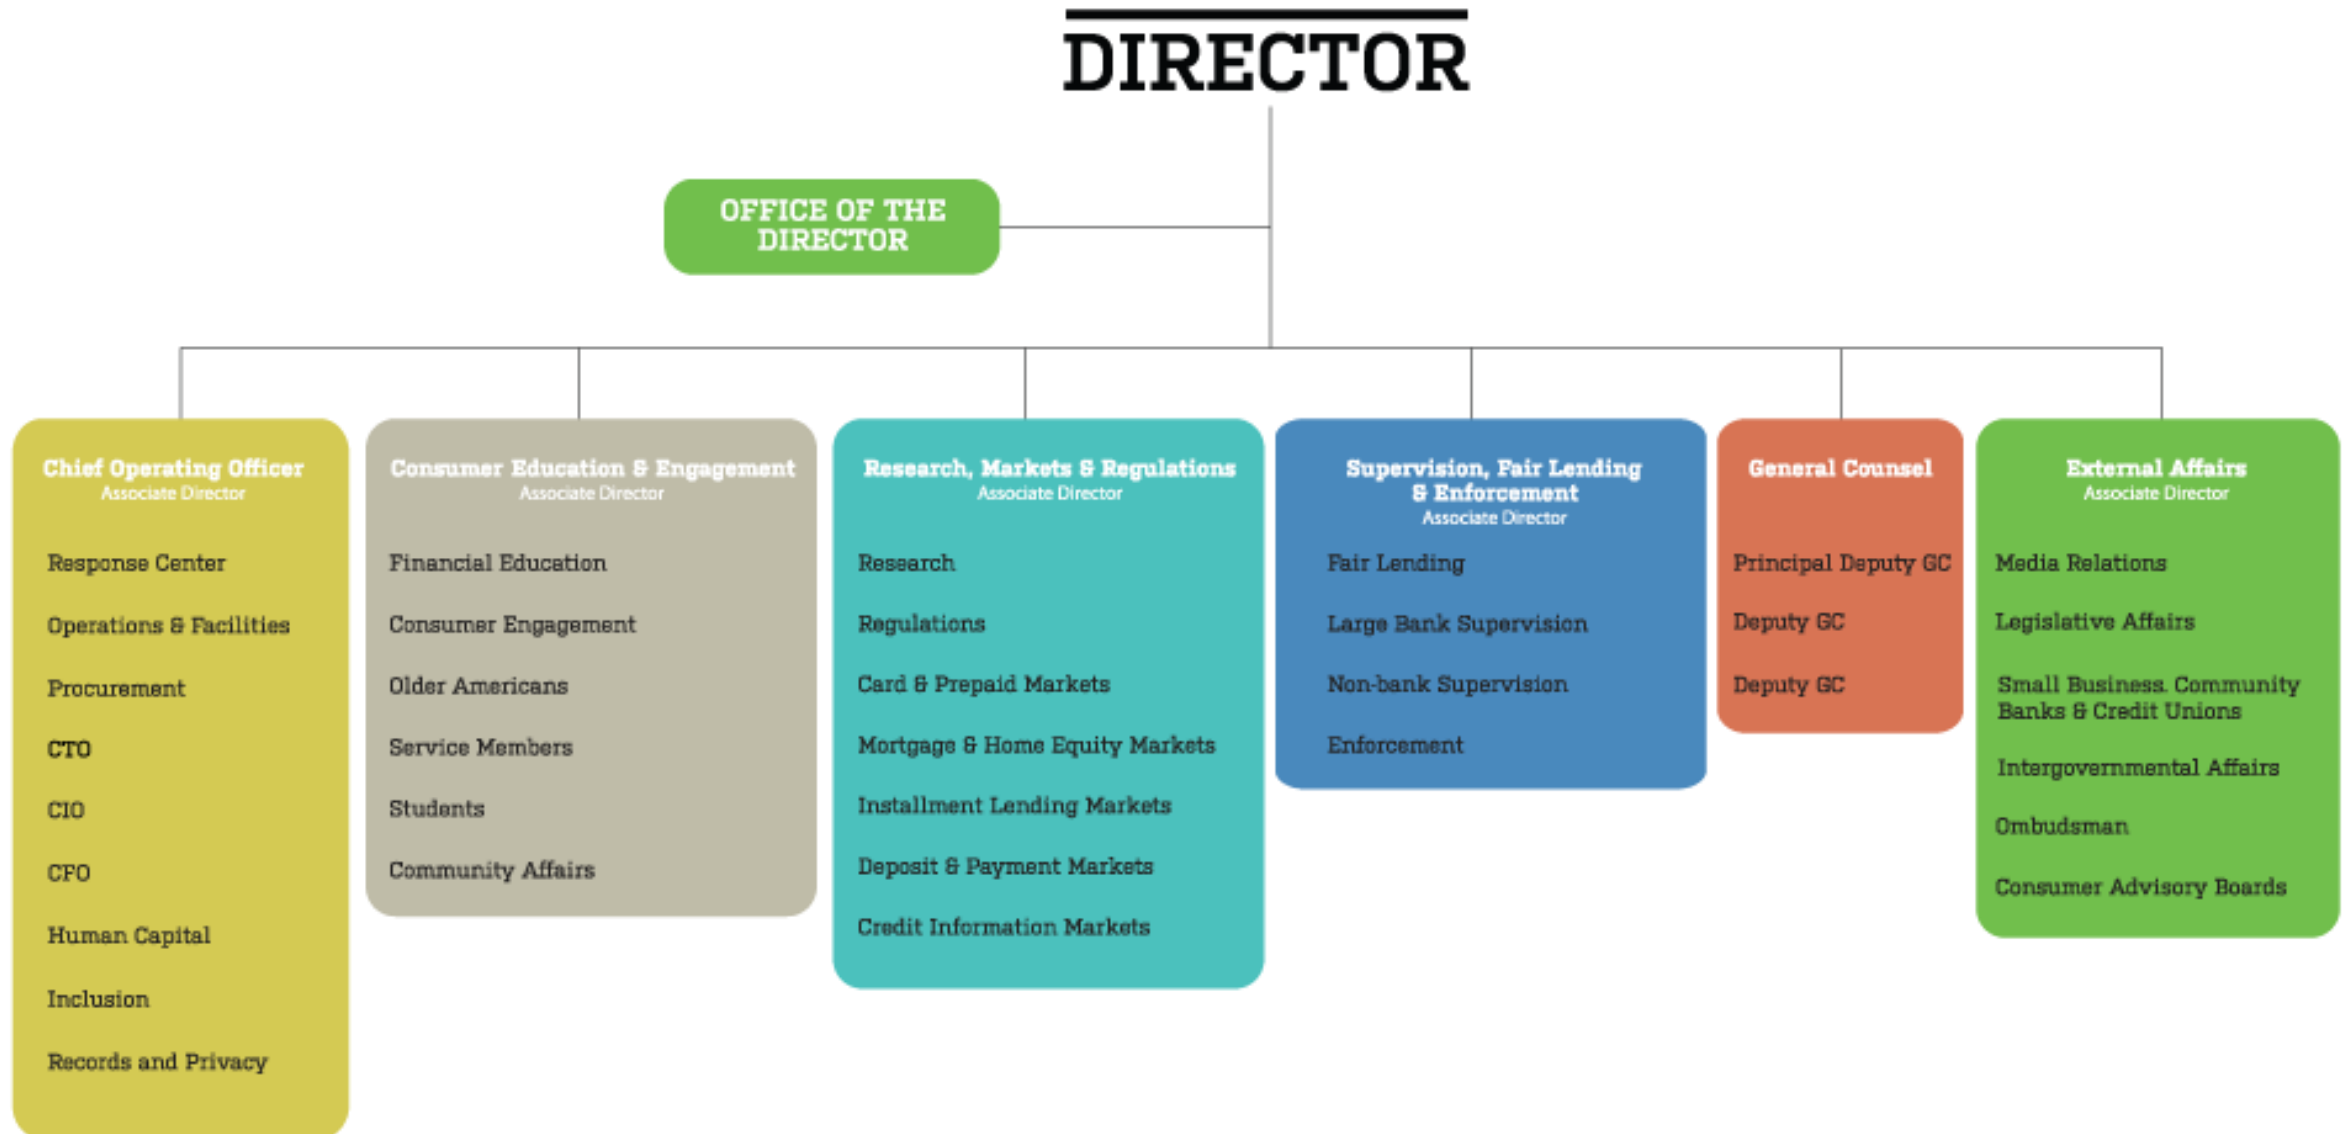 DIRECTOR
OFFICE OF THE
DIRECTOR
Chief Operating Officer
Associate Director
Response Center
Operations & Facilities
Procurement
CTO
CIO
CFO
Human Capital
Inclusion
Records and Privacy
Consumer Education & Engagement
Associate Director
Financial Education
Consumer Engagement
Older Americans
Service Members
Students
Community Affairs
Research, Markets & Regulations
Associate Director
Research
Regulations
Card & Prepaid Markets
Mortgage & Home Equity Markets
Installment Lending Markets
Deposit & Payment Markets
Credit Information Markets
Supervision, Fair Lending
& Enforcement
Associate Director
Fair Lending
Large Bank Supervision
Non-bank Supervision
Enforcement
General Counsel
Principal Deputy GC
Deputy GC
Deputy GC
External Affairs
Associate Director
Media Relations
Legislative Affairs
Small Business. Community
Banks & Credit Unions
Intergovernmental Affairs
Ombudsman
Consumer Advisory Boards